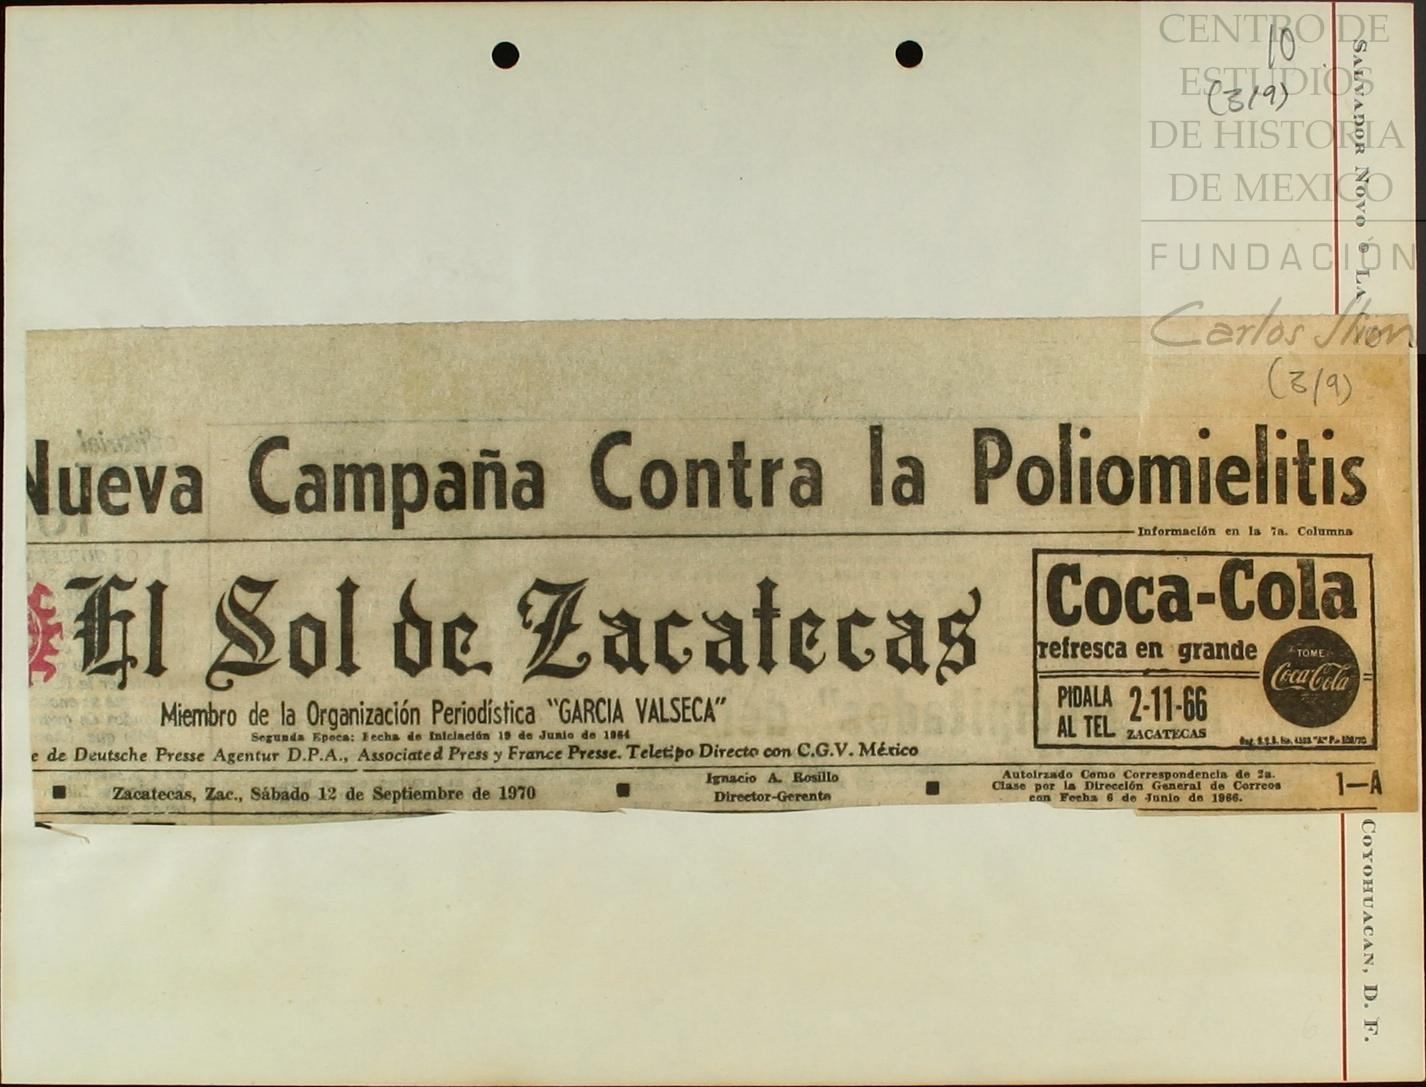 CENTRO DE
ESTUDIOS
DE HISTORIA
DE MEXICO
FUNDACIÓN
Carlos Slim
10
(3/9)
SALVADOR NOVO
LA
COYOHUACAN, D. F.
(3/9)
Nueva Campaña Contra la Poliomielitis
Información en la 7a. Columna
El Sol de Zacatecas
Miembro de la Organización Periodística "GARCIA VALSECA"
Segunda Epoca: Fecha de Iniciación 19 de Junio de 1964
e de Deutsche Presse Agentur D.P.A., Associated Press y France Presse. Teletipo Directo con C.G.V. México
Coca-Cola
refresca en grande
PIDALA
AL TEL. 2-11-66
ZACATECAS
TOME
Coca-Cola
Zacatecas, Zac., Sábado 12 de Septiembre de 1970
Ignacio A. Rosillo
Director-Gerente
Autoirzado Como Correspondencia de 2a.
Clase por la Dirección General de Correos
con Fecha 6 de Junio de 1966.
1—A